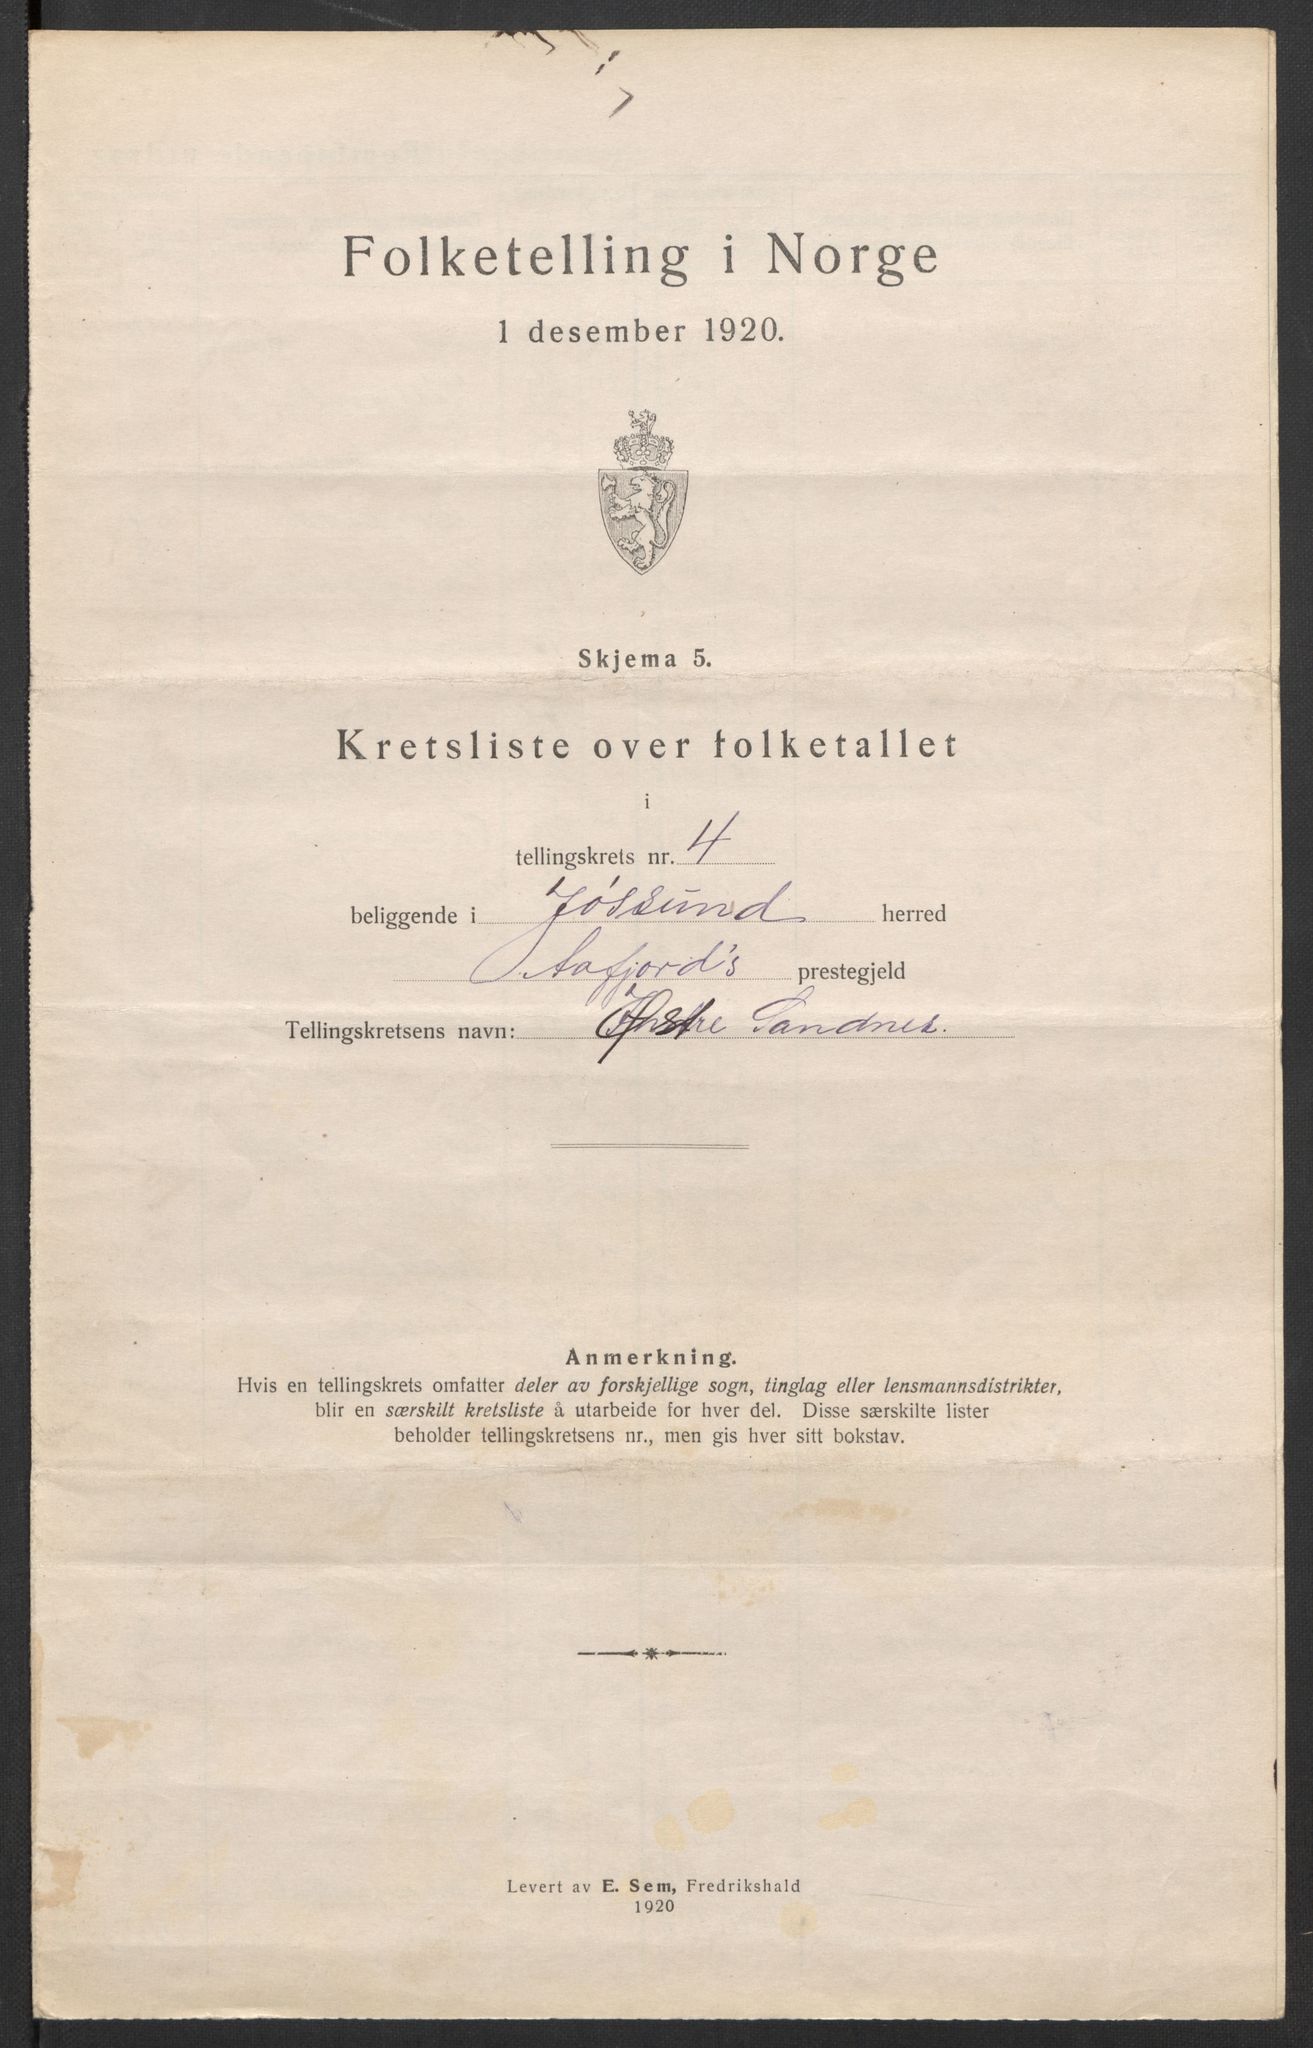 Folketelling i Norge
1 desember 1920.
Skjema 5.
Kretsliste over folketallet
i
tellingskrets nr. 4
beliggende i Jøssund herred
Aafjord's prestegjeld
Tellingskretsens navn: Østre Sandnes.
Anmerkning.
Hvis en tellingskrets omfatter deler av forskjellige sogn, tinglag eller lensmannsdistrikter,
blir en særskilt kretsliste å utarbeide for hver del. Disse særskilte lister
beholder tellingskretsens nr., men gis hver sitt bokstav.
Levert av E. Sem, Fredrikshald
1920